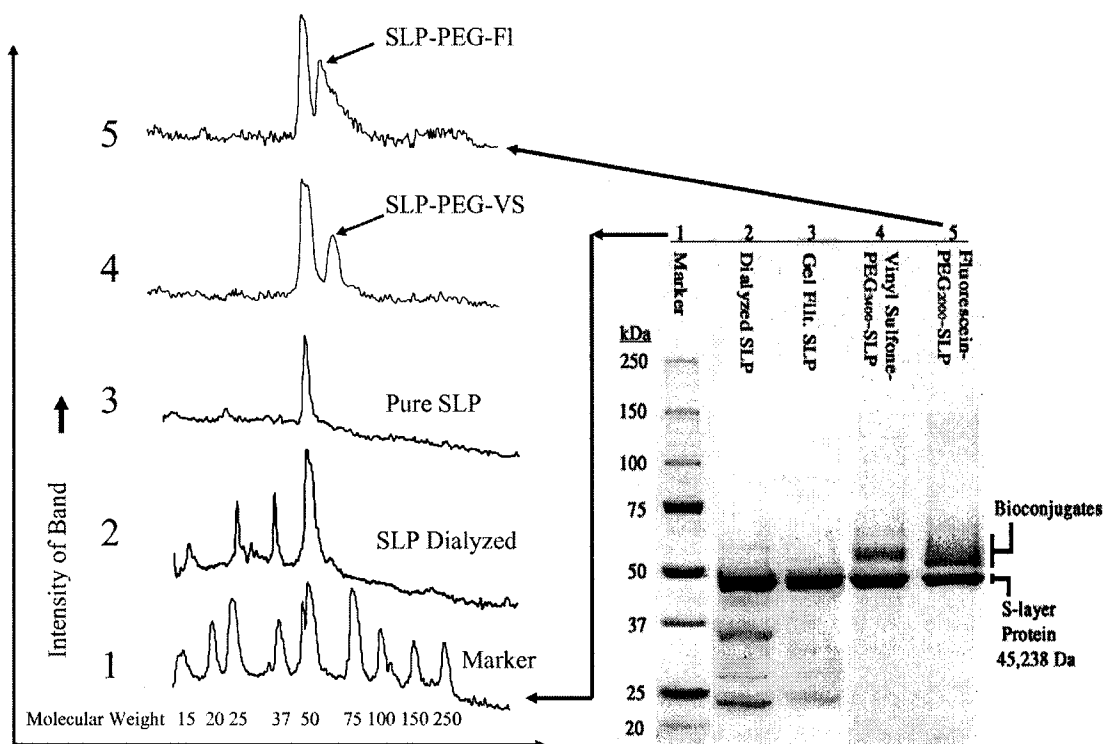 SLP-PEG-Fl
5
SLP-PEG-VS
4
3
Pure SLP
2
SLP Dialyzed
1
Marker
Intensity of Band
Molecular Weight 15 20 25 37 50 75 100 150 250
1 2 3 4 5
Marker
Dialyzed SLP
Gel Filt. SLP
Vinyl Sulfone-
PEG3400-SLP
Fluorescein-
PEG2000-SLP
kDa
250
150
100
75
50
37
25
20
Bioconjugates
S-layer
Protein
45,238 Da